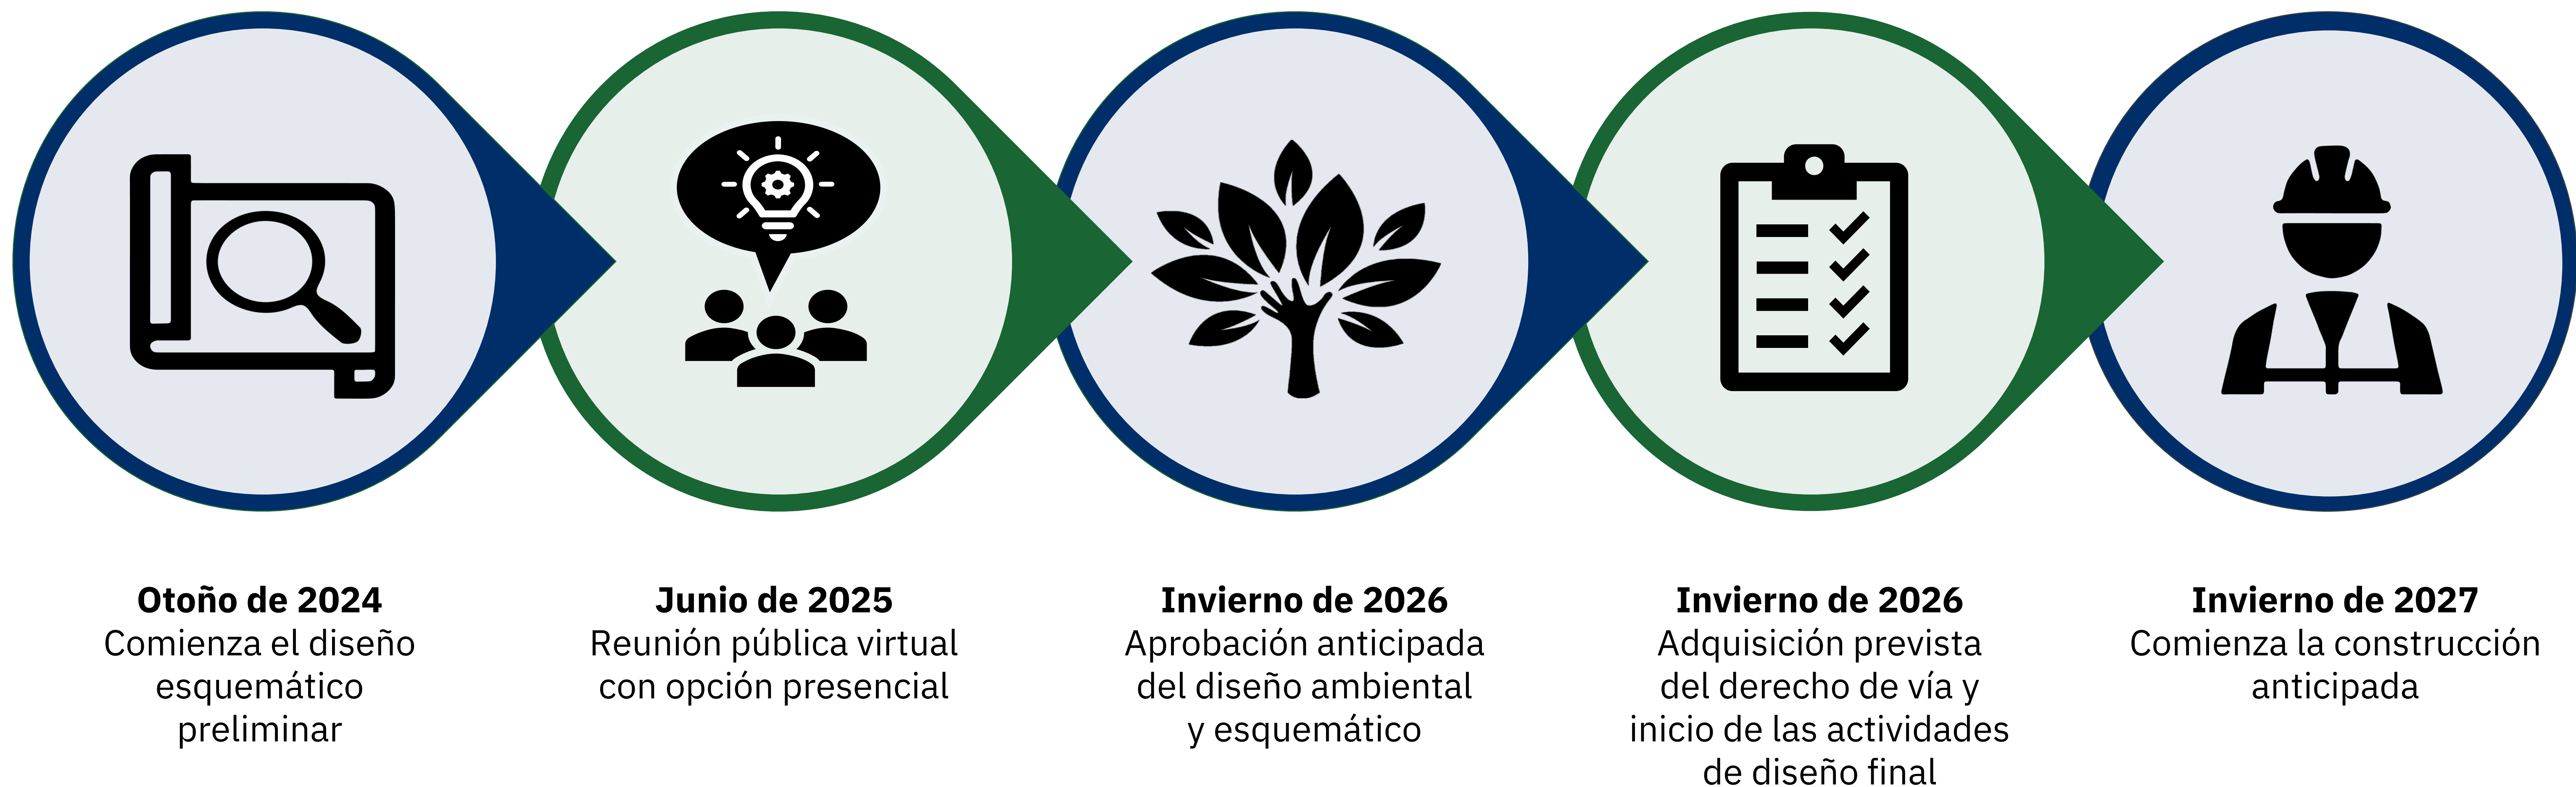 Otoño de 2024
Comienza el diseño
esquemático
preliminar
Junio de 2025
Reunión pública virtual
con opción presencial
Invierno de 2026
Aprobación anticipada
del diseño ambiental
y esquemático
Invierno de 2026
Adquisición prevista
del derecho de vía y
inicio de las actividades
de diseño final
Invierno de 2027
Comienza la construcción
anticipada